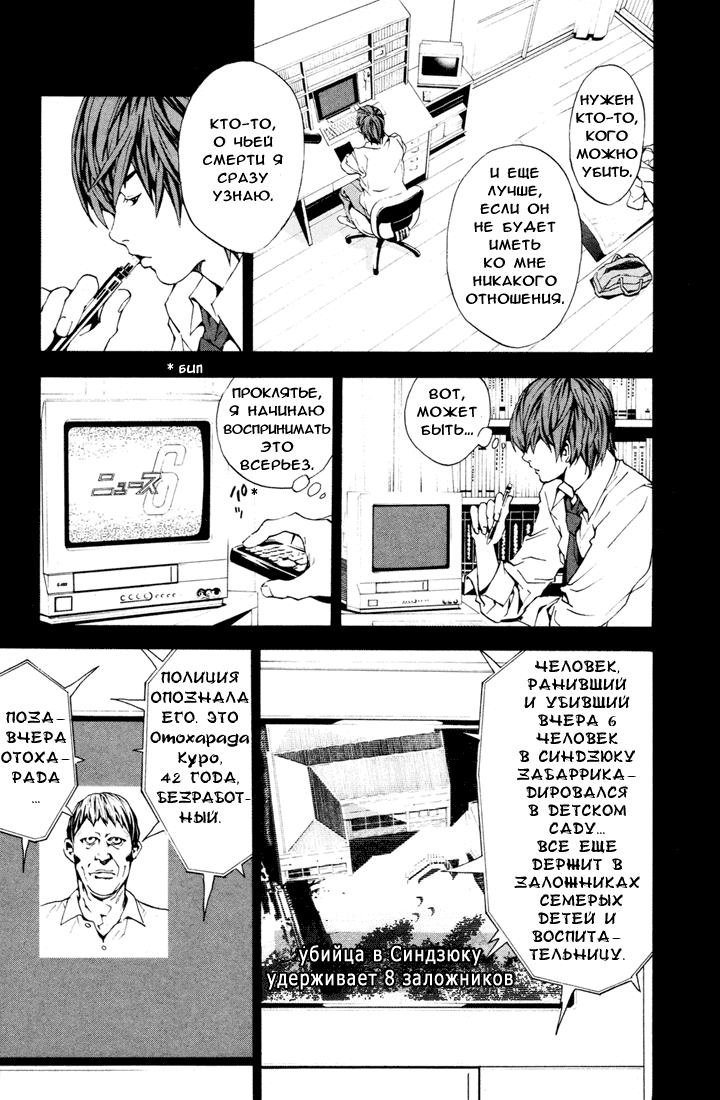 НУЖЕН
КТО-ТО,
КОГО
МОЖНО
УБИТЬ.
И ЕЩЕ
ЛУЧШЕ,
ЕСЛИ ОН
НЕ БУДЕТ
ИМЕТЬ
КО МНЕ
НИКАКОГО
ОТНОШЕНИЯ.
КТО-ТО,
О ЧЬЕЙ
СМЕРТИ Я
СРАЗУ
УЗНАЮ.
ВОТ,
МОЖЕТ
БЫТЬ...
* БИП
ПРОКЛЯТЬЕ,
Я НАЧИНАЮ
ВОСПРИНИМАТЬ
ЭТО
ВСЕРЬЕЗ.
*
ニュース6
ЧЕЛОВЕК,
РАНИВШИЙ
И УБИВШИЙ
ВЧЕРА 6
ЧЕЛОВЕК
В СИНДЗЮКУ
ЗАБАРРИКА-
ДИРОВАЛСЯ
В ДЕТСКОМ
САДУ...
ВСЕ ЕЩЕ
ДЕРЖИТ В
ЗАЛОЖНИКАХ
СЕМЕРЫХ
ДЕТЕЙ И
ВОСПИТА-
ТЕЛЬНИЦУ.
убийца в Синдзюку
удерживает 8 заложников
ПОЛИЦИЯ
ОПОЗНАЛА
ЕГО. ЭТО
Отохарада
Куро,
42 ГОДА,
БЕЗРАБОТ-
НЫЙ.
ПОЗА-
ВЧЕРА
ОТОХА-
РАДА
...